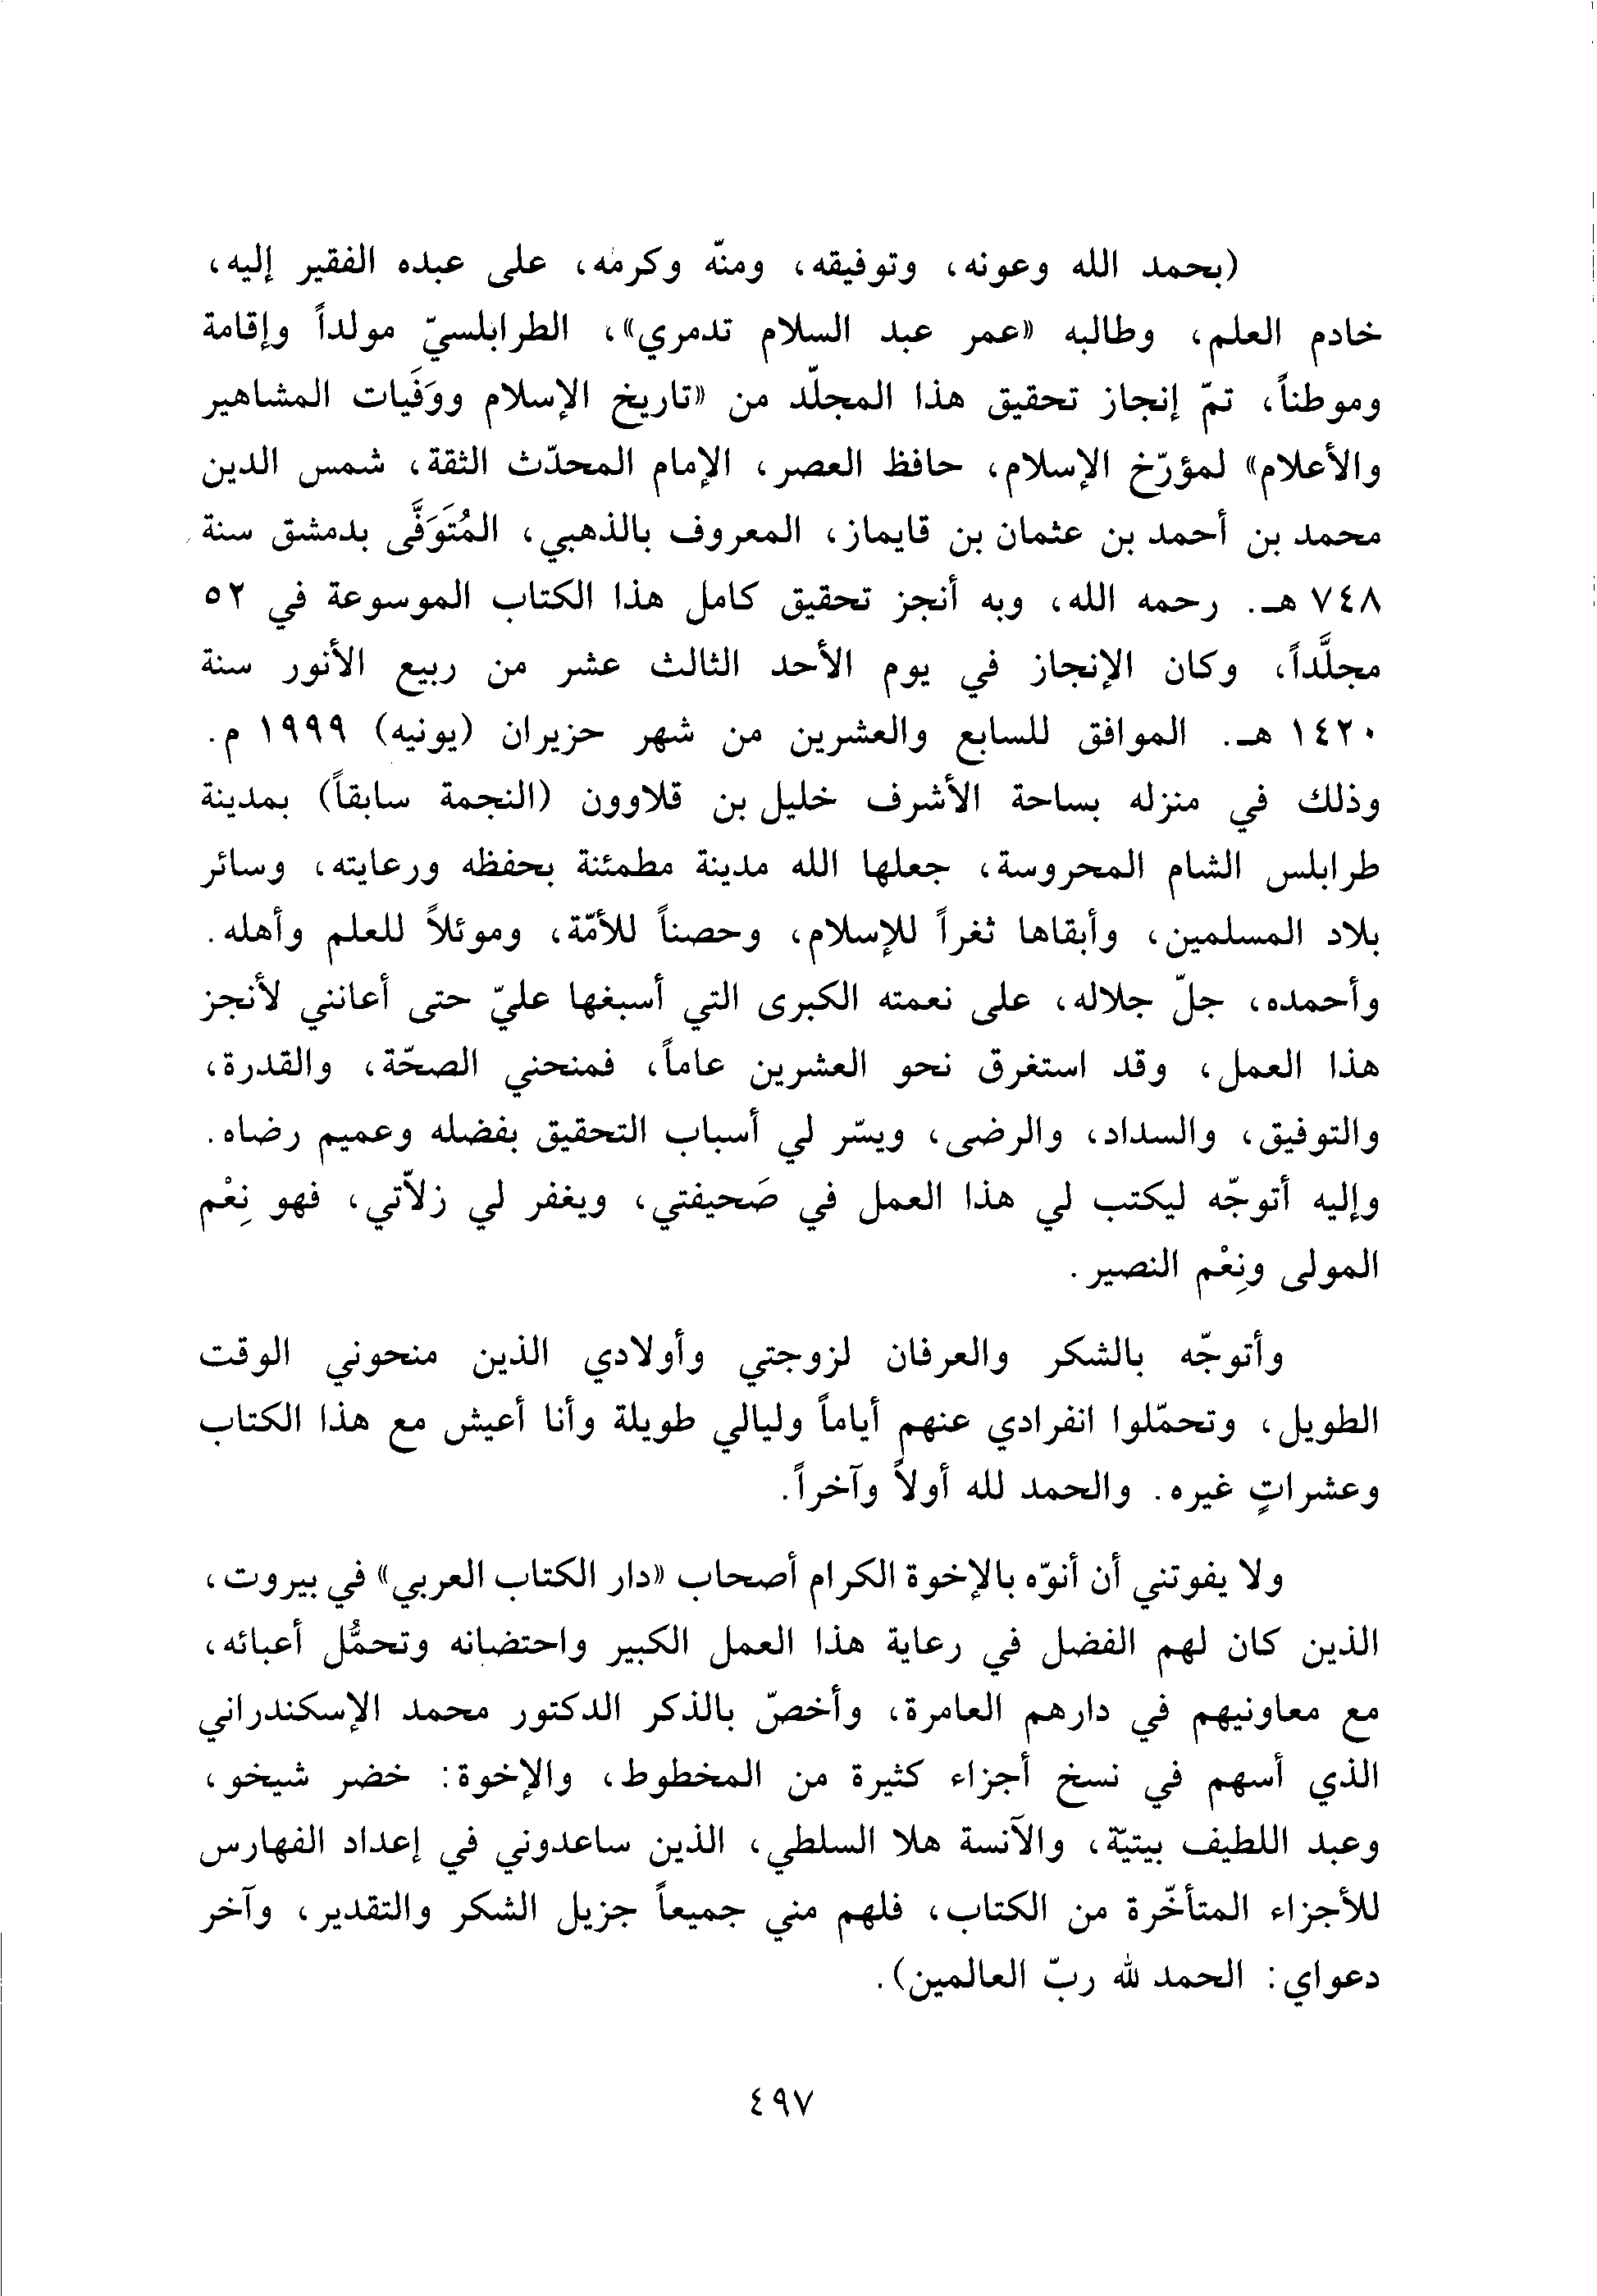 (بحمد الله وعونه، وتوفيقه، ومنّه وكرمه، على عبده الفقير إليه،
خادم العلم، وطالبه «عمر عبد السلام تدمري»، الطرابلسيّ مولداً وإقامة
وموطناً، تمّ إنجاز تحقيق هذا المجلّد من «تاريخ الإسلام ووَفَيات المشاهير
والأعلام» لمؤرّخ الإسلام، حافظ العصر، الإمام المحدّث الثقة، شمس الدين
محمد بن أحمد بن عثمان بن قايماز، المعروف بالذهبي، المُتَوَفَّى بدمشق سنة
٧٤٨ هـ. رحمه الله، وبه أنجز تحقيق كامل هذا الكتاب الموسوعة في ٥٢
مجلَّداً، وكان الإنجاز في يوم الأحد الثالث عشر من ربيع الأنور سنة
١٤٢٠ هـ. الموافق للسابع والعشرين من شهر حزيران (يونيه) ١٩٩٩ م.
وذلك في منزله بساحة الأشرف خليل بن قلاوون (النجمة سابقاً) بمدينة
طرابلس الشام المحروسة، جعلها الله مدينة مطمئنة بحفظه ورعايته، وسائر
بلاد المسلمين، وأبقاها ثغراً للإسلام، وحصناً للأمّة، وموئلاً للعلم وأهله.
وأحمده، جلّ جلاله، على نعمته الكبرى التي أسبغها عليّ حتى أعانني لأنجز
هذا العمل، وقد استغرق نحو العشرين عاماً، فمنحني الصحّة، والقدرة،
والتوفيق، والسداد، والرضى، ويسّر لي أسباب التحقيق بفضله وعميم رضاه.
وإليه أتوجّه ليكتب لي هذا العمل في صَحيفتي، ويغفر لي زلاّتي، فهو نِعْم
المولى ونِعْم النصير.
وأتوجّه بالشكر والعرفان لزوجتي وأولادي الذين منحوني الوقت
الطويل، وتحمّلوا انفرادي عنهم أياماً وليالي طويلة وأنا أعيش مع هذا الكتاب
وعشراتٍ غيره. والحمد لله أولاً وآخراً.
ولا يفوتني أن أنوّه بالإخوة الكرام أصحاب «دار الكتاب العربي» في بيروت،
الذين كان لهم الفضل في رعاية هذا العمل الكبير واحتضانه وتحمُّل أعبائه،
مع معاونيهم في دارهم العامرة، وأخصّ بالذكر الدكتور محمد الإسكندراني
الذي أسهم في نسخ أجزاء كثيرة من المخطوط، والإخوة: خضر شيخو،
وعبد اللطيف بيتيّة، والآنسة هلا السلطي، الذين ساعدوني في إعداد الفهارس
للأجزاء المتأخّرة من الكتاب، فلهم مني جميعاً جزيل الشكر والتقدير، وآخر
دعواي: الحمد لله ربّ العالمين).
٤٩٧